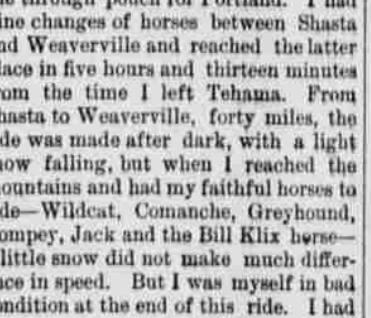 through pouch for Portland. I had
ine changes of horses between Shasta
nd Weaverville and reached the latter
lace in five hours and thirteen minutes
rom the time I left Tehama. From
hasta to Weaverville, forty miles, the
ide was made after dark, with a light
now falling, but when I reached the
ountains and had my faithful horses to
ide—Wildcat, Comanche, Greyhound,
ompey, Jack and the Bill Klix horse—
little snow did not make much differ-
nce in speed. But I was myself in bad
ondition at the end of this ride. I had